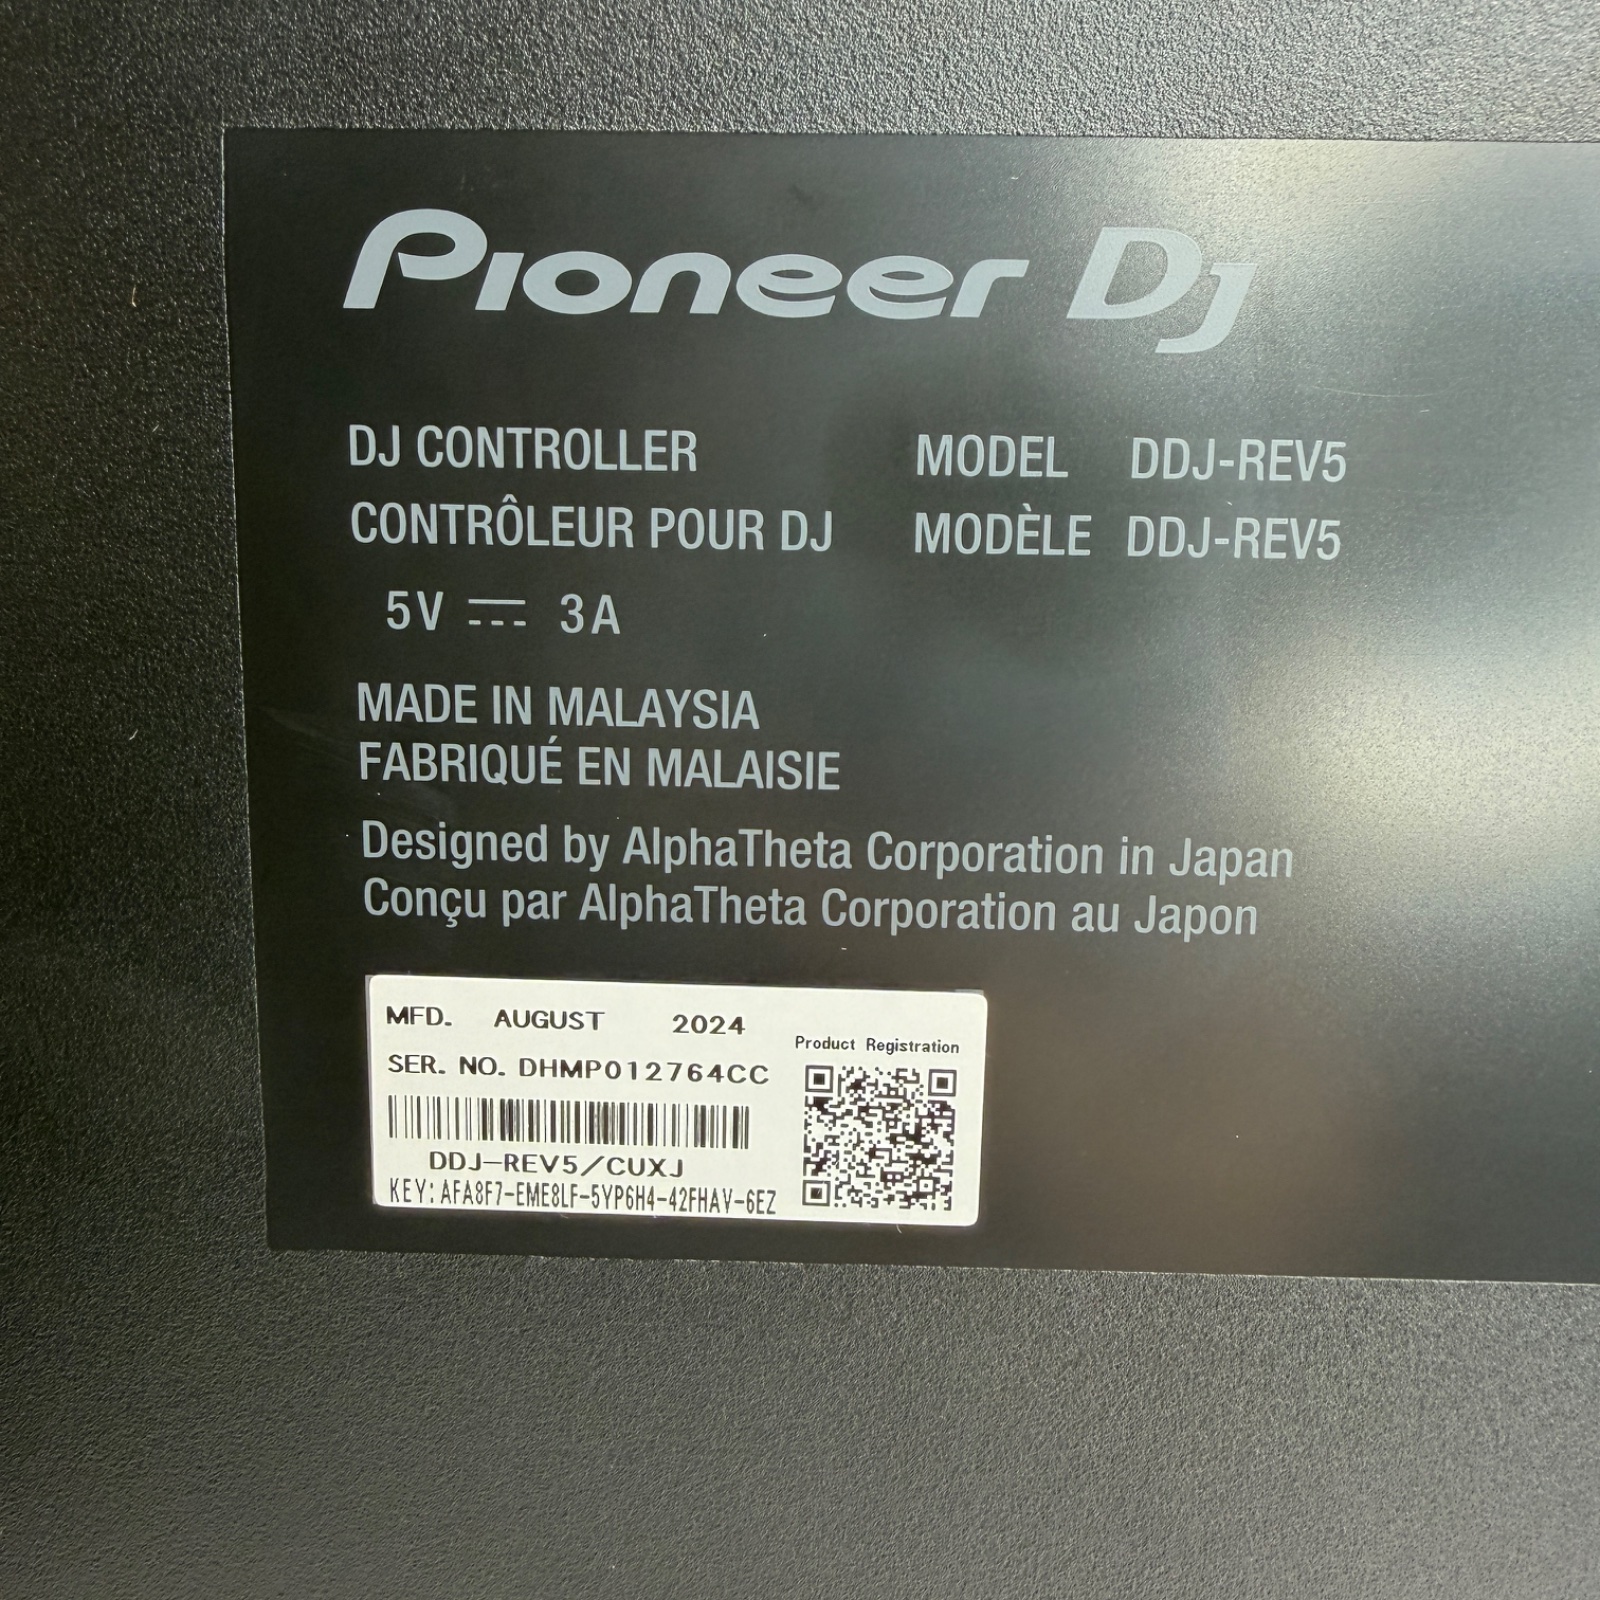 Pioneer DJ
DJ CONTROLLER MODEL DDJ-REV5
CONTRÔLEUR POUR DJ MODÈLE DDJ-REV5
5V ⎓ 3A
MADE IN MALAYSIA
FABRIQUÉ EN MALAISIE
Designed by AlphaTheta Corporation in Japan
Conçu par AlphaTheta Corporation au Japon
MFD. AUGUST 2024
Product Registration
SER. NO. DHMP012764CC
DDJ-REV5/CUXJ
KEY:AFA8F7-EME8LF-5YP6H4-42FHAV-6EZ